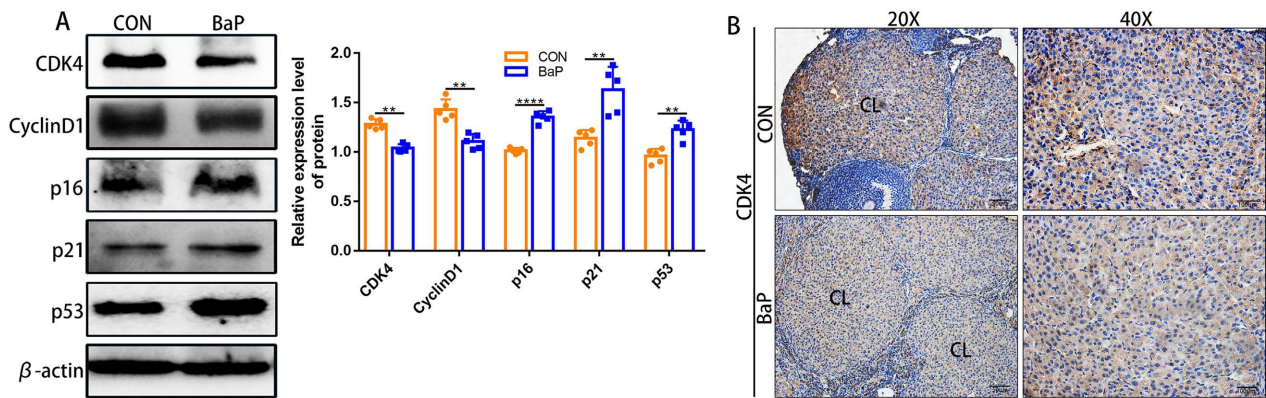 A
CON BaP
CDK4
CyclinD1
p16
p21
p53
β-actin
Relative expression level
of protein
2.0
1.5
1.0
0.5
0.0
CON
BaP
**
**
****
**
**
CDK4
CyclinD1
p16
p21
p53
B
20X 40X
CDK4
CON
BaP
CL
CL
CL